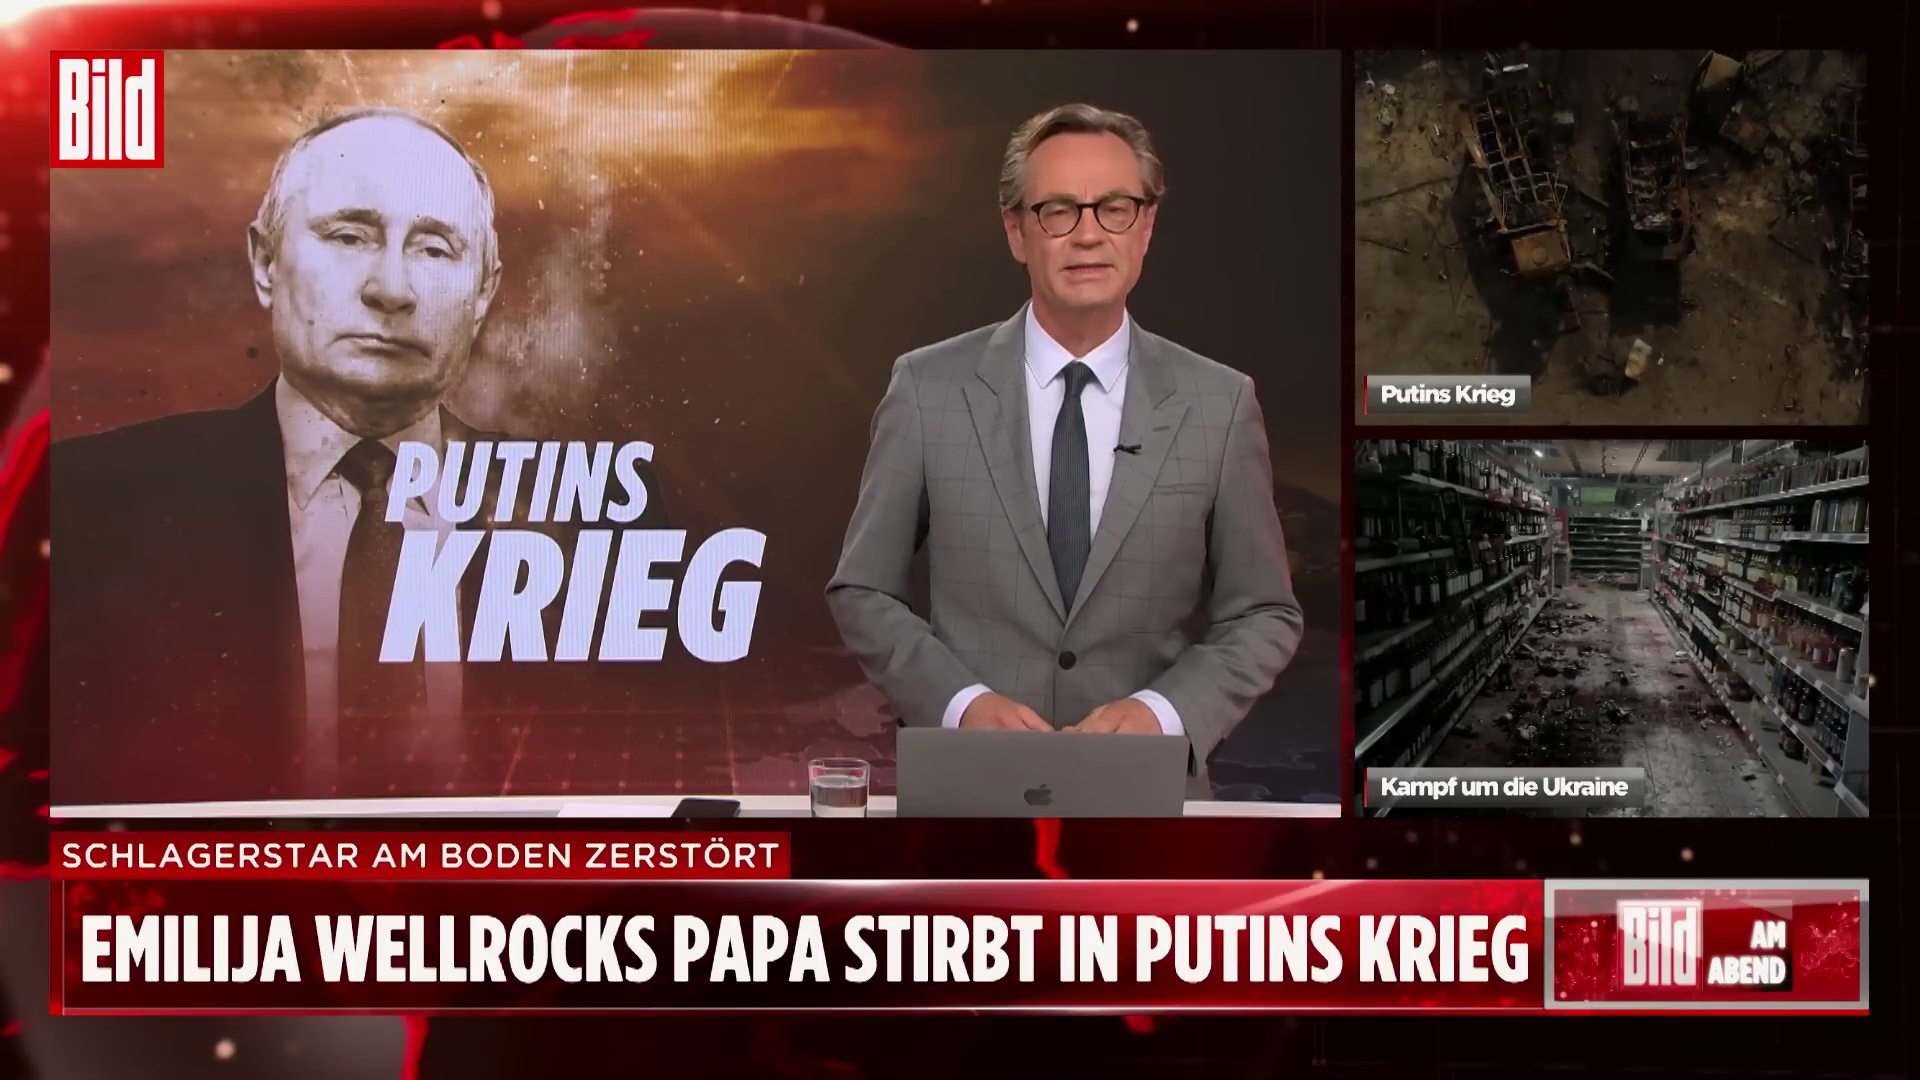 Bild
PUTINS
KRIEG
Putins Krieg
Kampf um die Ukraine
SCHLAGERSTAR AM BODEN ZERSTÖRT
EMILIJA WELLROCKS PAPA STIRBT IN PUTINS KRIEG
Bild
AM
ABEND